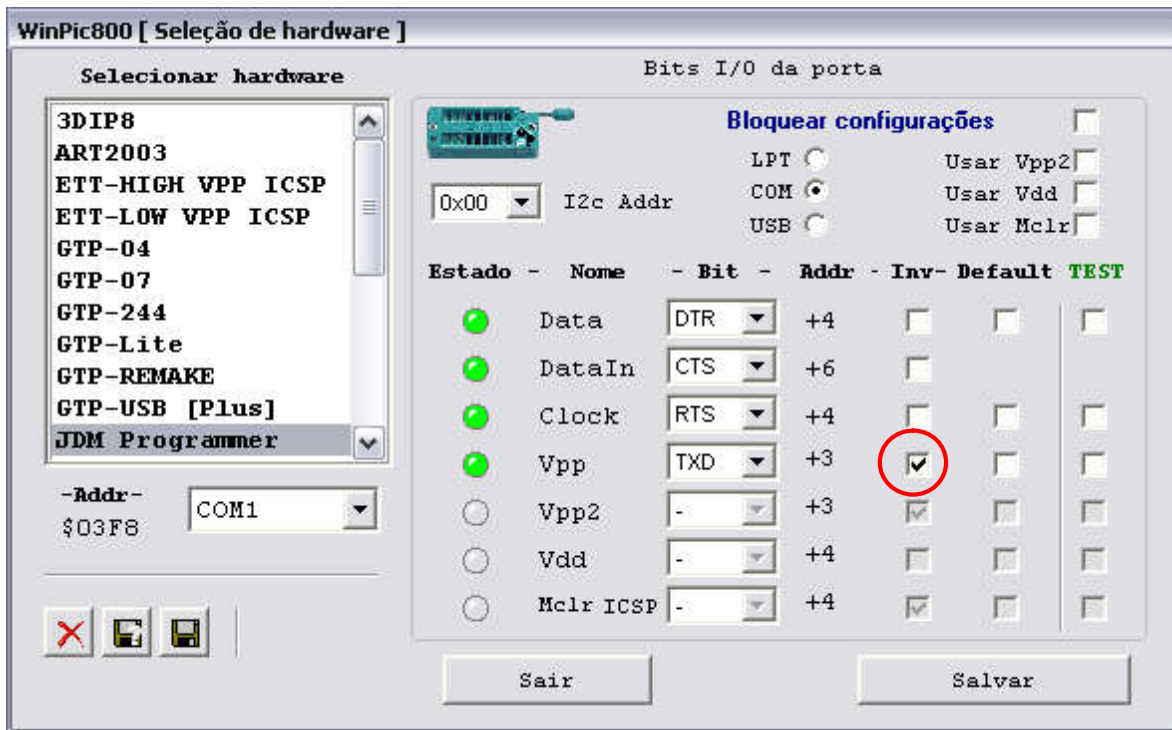 WinPic800 [ Seleção de hardware ]
Selecionar hardware
3DIP8
ART2003
ETT-HIGH VPP ICSP
ETT-LOW VPP ICSP
GTP-04
GTP-07
GTP-244
GTP-Lite
GTP-REMAKE
GTP-USB [Plus]
JDM Programmer
-Addr-
$03F8
COM1
Bits I/O da porta
Bloquear configurações
0x00 I2c Addr
LPT
COM
USB
Usar Vpp2
Usar Vdd
Usar Mclr
Estado - Nome - Bit - Addr - Inv- Default TEST
Data DTR +4
DataIn CTS +6
Clock RTS +4
Vpp TXD +3
Vpp2 - +3
Vdd - +4
Mclr ICSP - +4
Sair
Salvar